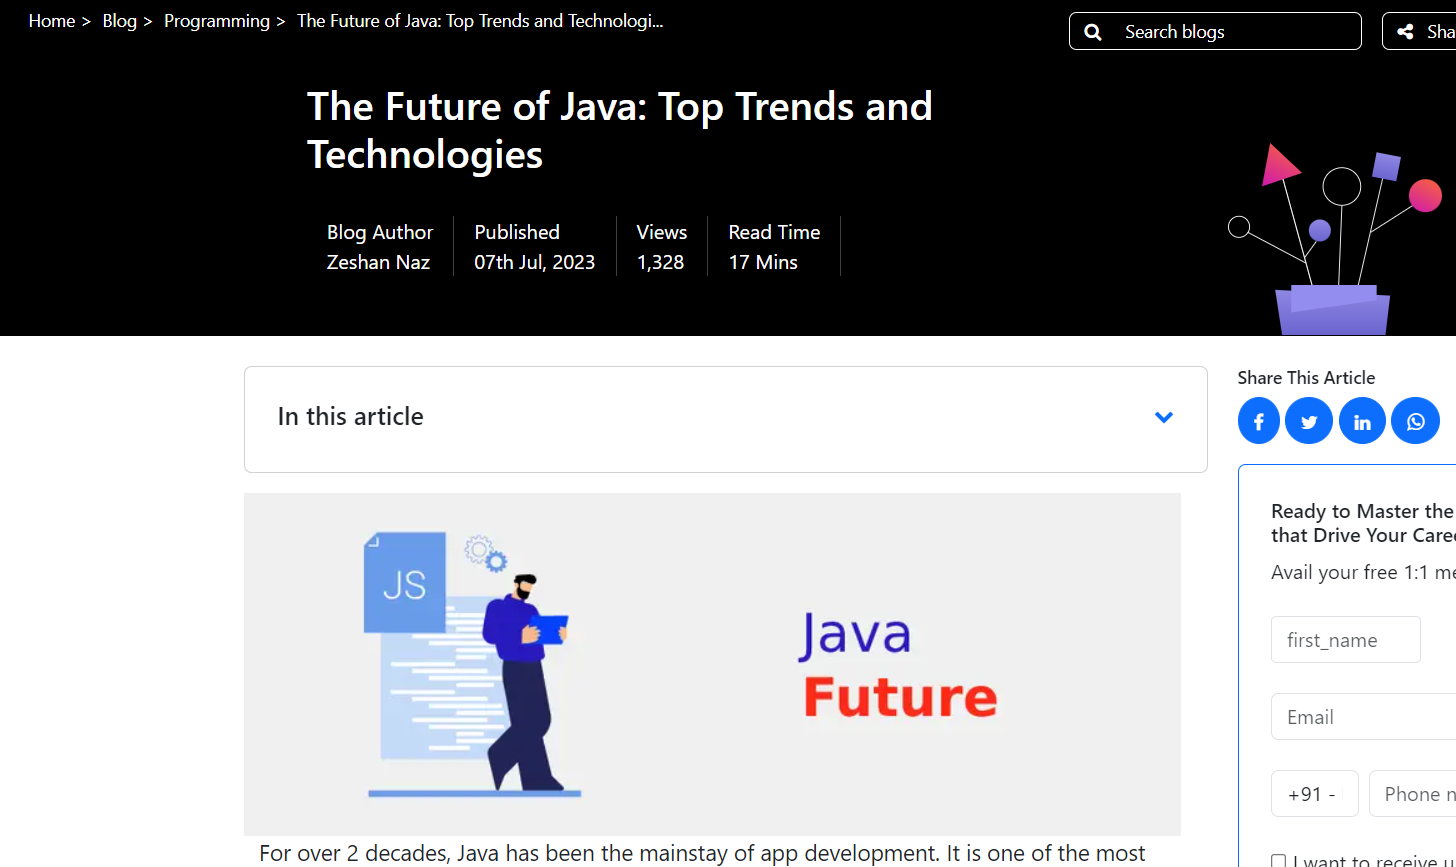 Home > Blog > Programming > The Future of Java: Top Trends and Technologi...
Search blogs
Sha
The Future of Java: Top Trends and
Technologies
Blog Author
Zeshan Naz
Published
07th Jul, 2023
Views
1,328
Read Time
17 Mins
In this article
Share This Article
JS
Java
Future
Ready to Master the
that Drive Your Care
Avail your free 1:1 me
first_name
Email
+91 -
Phone n
I want to receive u
For over 2 decades, Java has been the mainstay of app development. It is one of the most